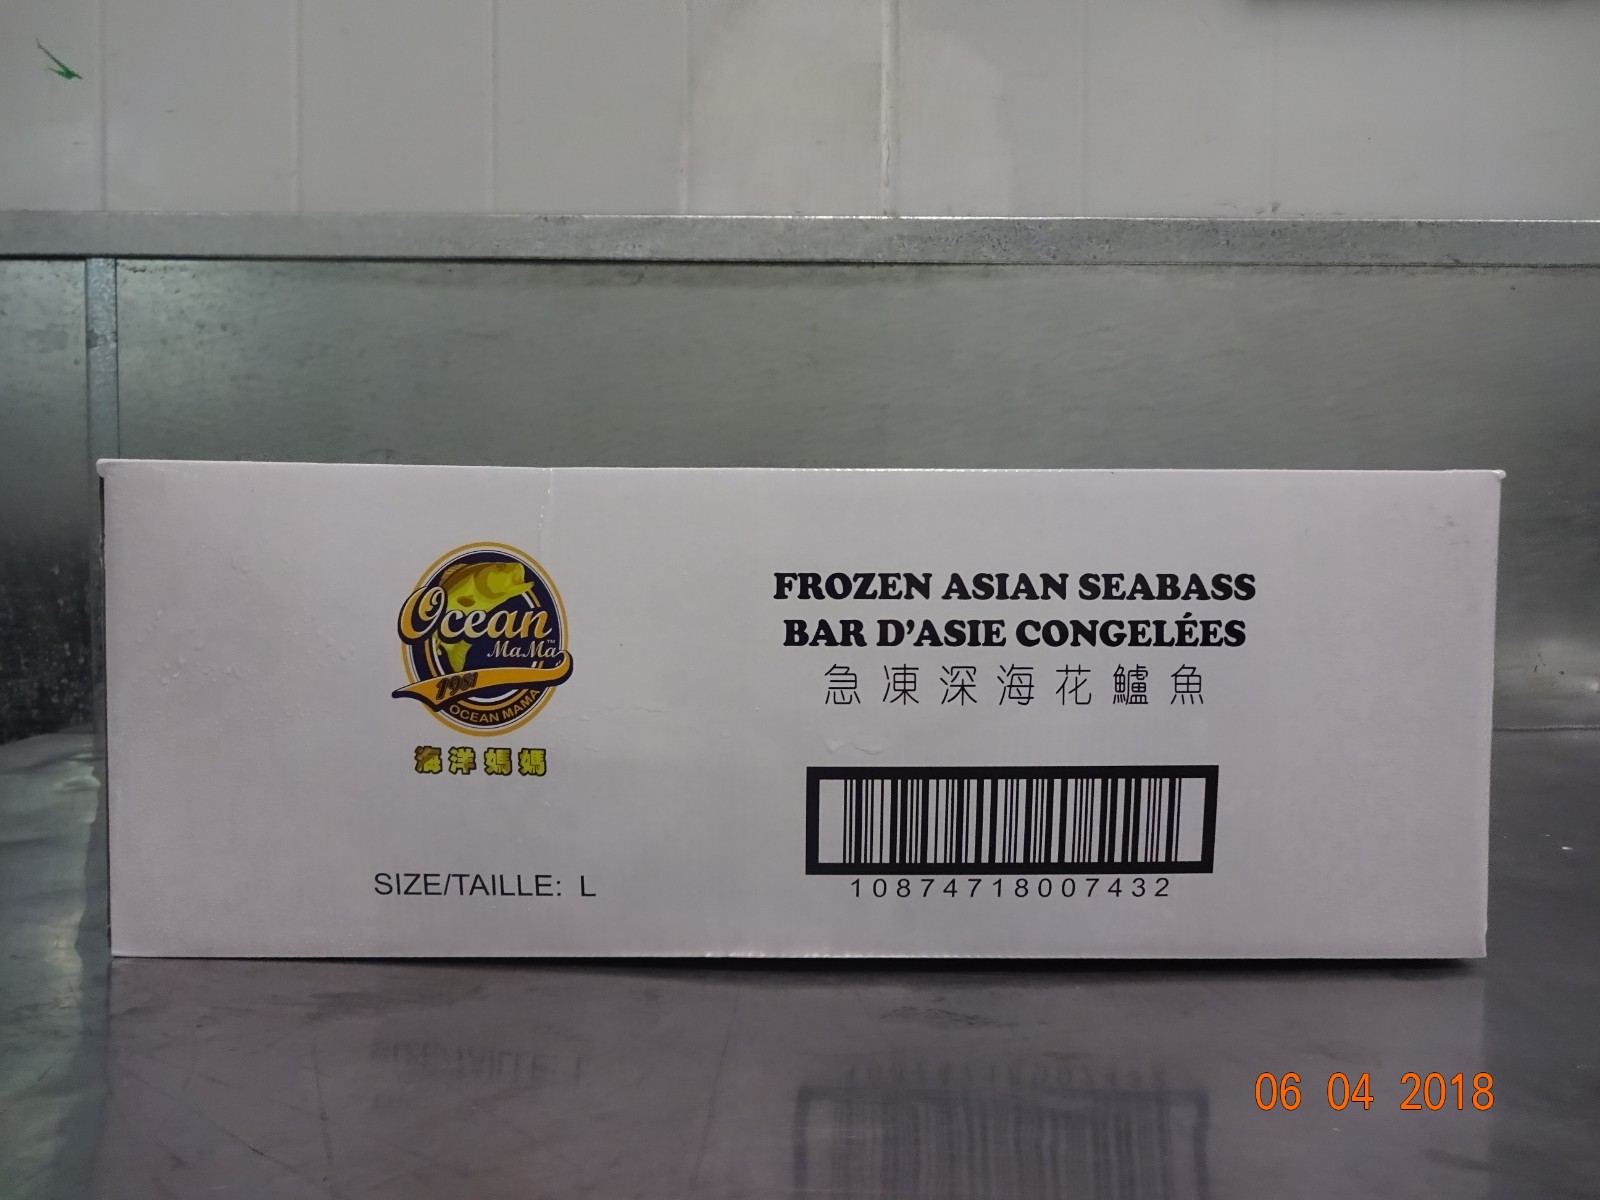 Ocean
MaMa™
1981
OCEAN MAMA
海洋媽媽
SIZE/TAILLE: L
FROZEN ASIAN SEABASS
BAR D'ASIE CONGELÉES
急凍深海花鱸魚
10874718007432
06 04 2018